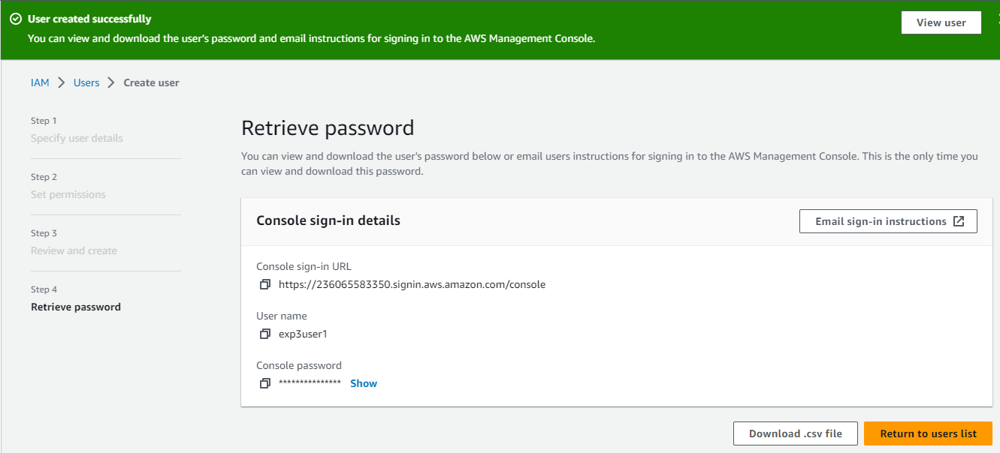 User created successfully
View user
You can view and download the user's password and email instructions for signing in to the AWS Management Console.
IAM > Users > Create user
Step 1
Specify user details
Step 2
Set permissions
Step 3
Review and create
Step 4
Retrieve password
Retrieve password
You can view and download the user's password below or email users instructions for signing in to the AWS Management Console. This is the only time you
can view and download this password.
Console sign-in details
Email sign-in instructions
Console sign-in URL
https://236065583350.signin.aws.amazon.com/console
User name
exp3user1
Console password
*************** Show
Download .csv file
Return to users list